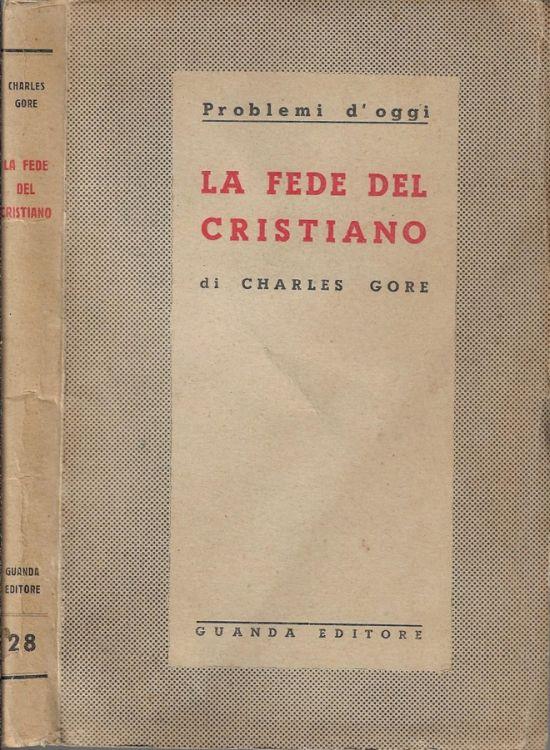 CHARLES
GORE
LA FEDE
DEL
CRISTIANO
GUANDA
EDITORE
28
Problemi d'oggi
LA FEDE DEL
CRISTIANO
di CHARLES GORE
GUANDA EDITORE